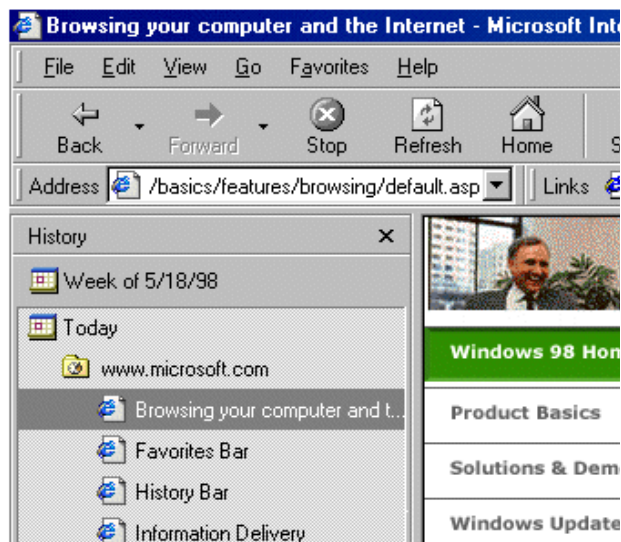 Browsing your computer and the Internet - Microsoft Int
File Edit View Go Favorites Help
Back Forward Stop Refresh Home S
Address /basics/features/browsing/default.asp Links
History
Week of 5/18/98
Today
www.microsoft.com
Browsing your computer and t...
Favorites Bar
History Bar
Information Delivery
Windows 98 Hom
Product Basics
Solutions & Dem
Windows Update